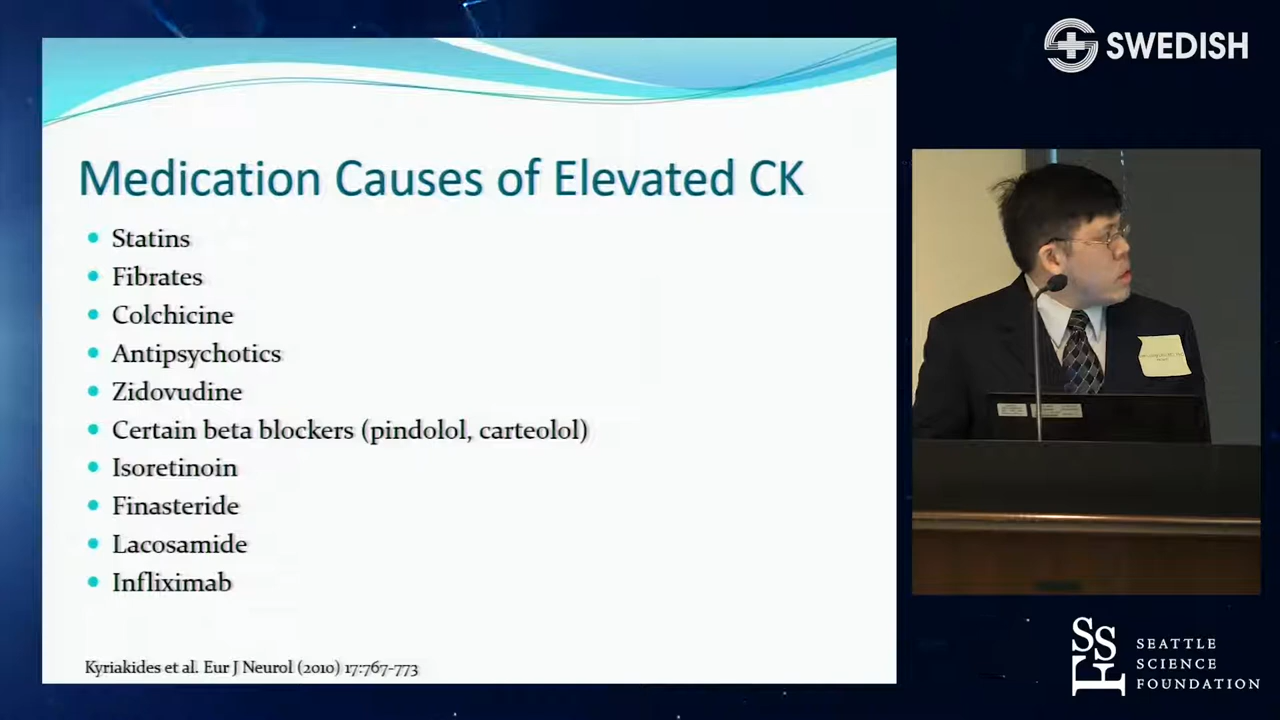 SWEDISH
Medication Causes of Elevated CK
Statins
Fibrates
Colchicine
Antipsychotics
Zidovudine
Certain beta blockers (pindolol, carteolol)
Isoretinoin
Finasteride
Lacosamide
Infliximab
Kyriakides et al. Eur J Neurol (2010) 17:767-773
SSF
SEATTLE
SCIENCE
FOUNDATION